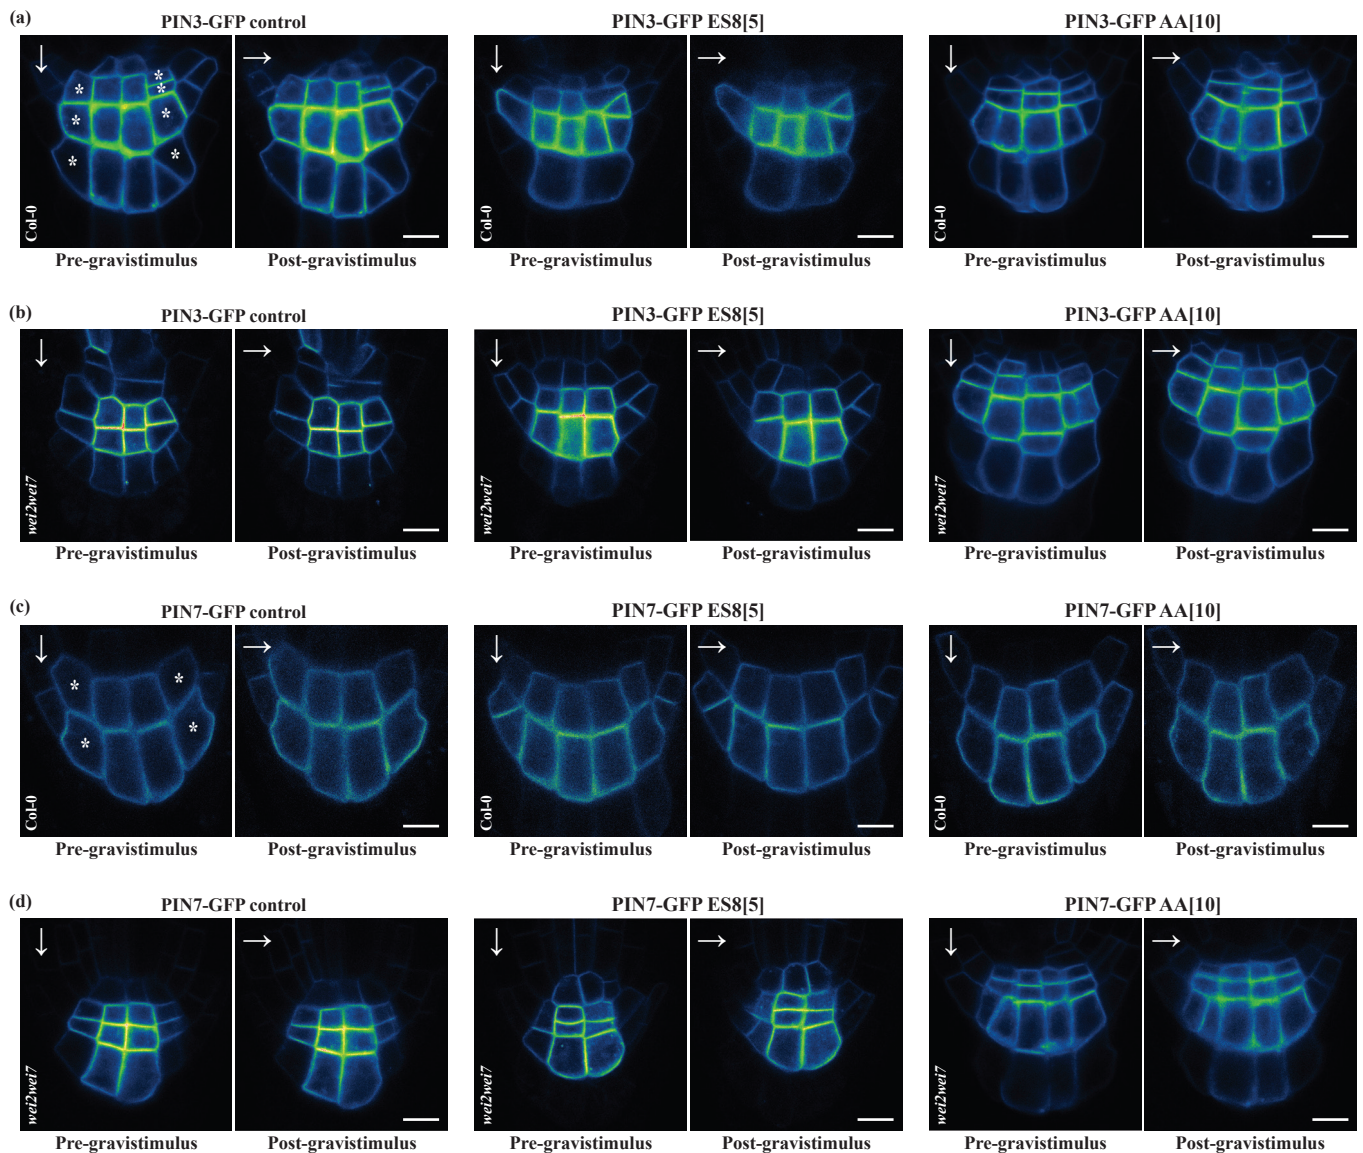 (a)
PIN3-GFP control
PIN3-GFP ES8[5]
PIN3-GFP AA[10]
Col-0
Col-0
Col-0
Pre-gravistimulus
Post-gravistimulus
Pre-gravistimulus
Post-gravistimulus
Pre-gravistimulus
Post-gravistimulus
(b)
PIN3-GFP control
PIN3-GFP ES8[5]
PIN3-GFP AA[10]
wei2wei7
wei2wei7
wei2wei7
Pre-gravistimulus
Post-gravistimulus
Pre-gravistimulus
Post-gravistimulus
Pre-gravistimulus
Post-gravistimulus
(c)
PIN7-GFP control
PIN7-GFP ES8[5]
PIN7-GFP AA[10]
Col-0
Col-0
Col-0
Pre-gravistimulus
Post-gravistimulus
Pre-gravistimulus
Post-gravistimulus
Pre-gravistimulus
Post-gravistimulus
(d)
PIN7-GFP control
PIN7-GFP ES8[5]
PIN7-GFP AA[10]
wei2wei7
wei2wei7
wei2wei7
Pre-gravistimulus
Post-gravistimulus
Pre-gravistimulus
Post-gravistimulus
Pre-gravistimulus
Post-gravistimulus